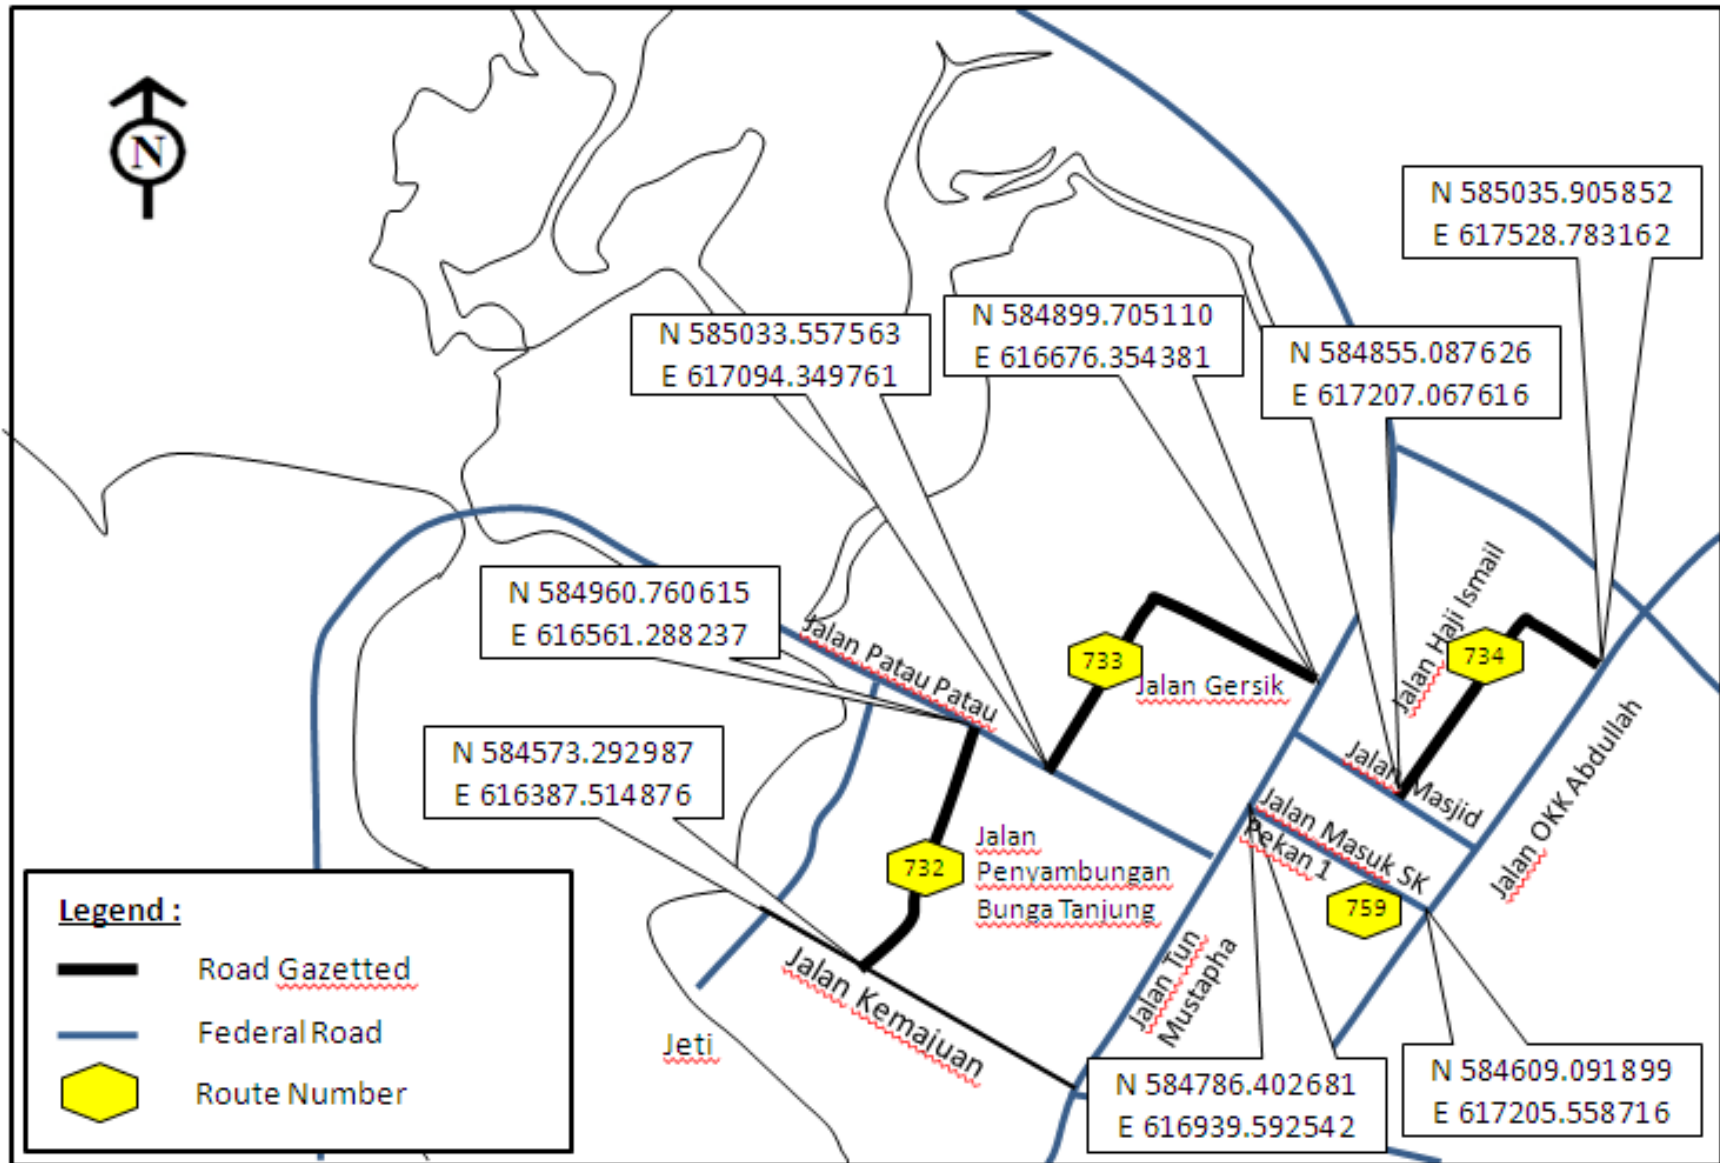 N
N 585035.905852
E 617528.783162
N 584899.705110
E 616676.354381
N 585033.557563
E 617094.349761
N 584855.087626
E 617207.067616
N 584960.760615
E 616561.288237
Jalan Patau Patau
733
Jalan Gersik
Jalan Haji Ismail
734
N 584573.292987
E 616387.514876
Jalan Masjid
Jalan OKK Abdullah
Jalan Masuk SK
Pekan 1
759
732
Jalan
Penyambungan
Bunga Tanjung
Jalan Kemajuan
Jalan Tun
Mustapha
Jeti
N 584786.402681
E 616939.592542
N 584609.091899
E 617205.558716
Legend :
Road Gazetted
Federal Road
Route Number